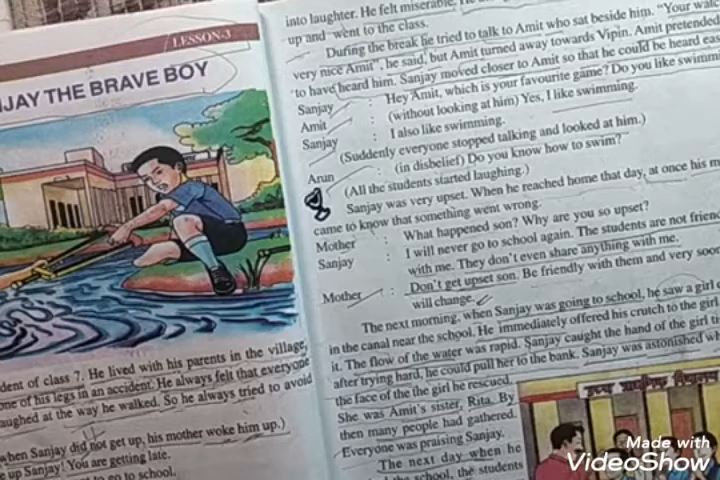 LESSON-3
JAY THE BRAVE BOY
dent of class 7. He lived with his parents in the village,
one of his legs in an accident. He always felt that everyone
aughed at the way he walked. So he always tried to avoid
when Sanjay did not get up, his mother woke him up.)
e up Sanjay! You are getting late.
to go to school.
into laughter. He felt miserable.
up and went to the class.
During the break he tried to talk to Amit who sat beside him. "Your
very nice Amit", he said, but Amit turned away towards Vipin. Amit pretended
to have heard him. Sanjay moved closer to Amit so that he could be heard
Sanjay : Hey Amit, which is your favourite game? Do you like
Amit : (without looking at him) Yes, I like swimming.
Sanjay : I also like swimming.
(Suddenly everyone stopped talking and looked at him.)
Arun : (in disbelief) Do you know how to swim?
(All the students started laughing.)
Sanjay was very upset. When he reached home that day, at once his
came to know that something went wrong.
Mother : What happened son? Why are you so upset?
Sanjay : I will never go to school again. The students are not
with me. They don't even share anything with me.
Mother : Don't get upset son. Be friendly with them and very soon
will change.
The next morning, when Sanjay was going to school, he saw a girl
in the canal near the school. He immediately offered his crutch to the girl
it. The flow of the water was rapid. Sanjay caught the hand of the girl
after trying hard, he could pull her to the bank. Sanjay was astonished
the face of the the girl he rescued.
She was Amit's sister, Rita. By
then many people had gathered.
Everyone was praising Sanjay.
The next day when he
the school, the students
Made with
VideoShow